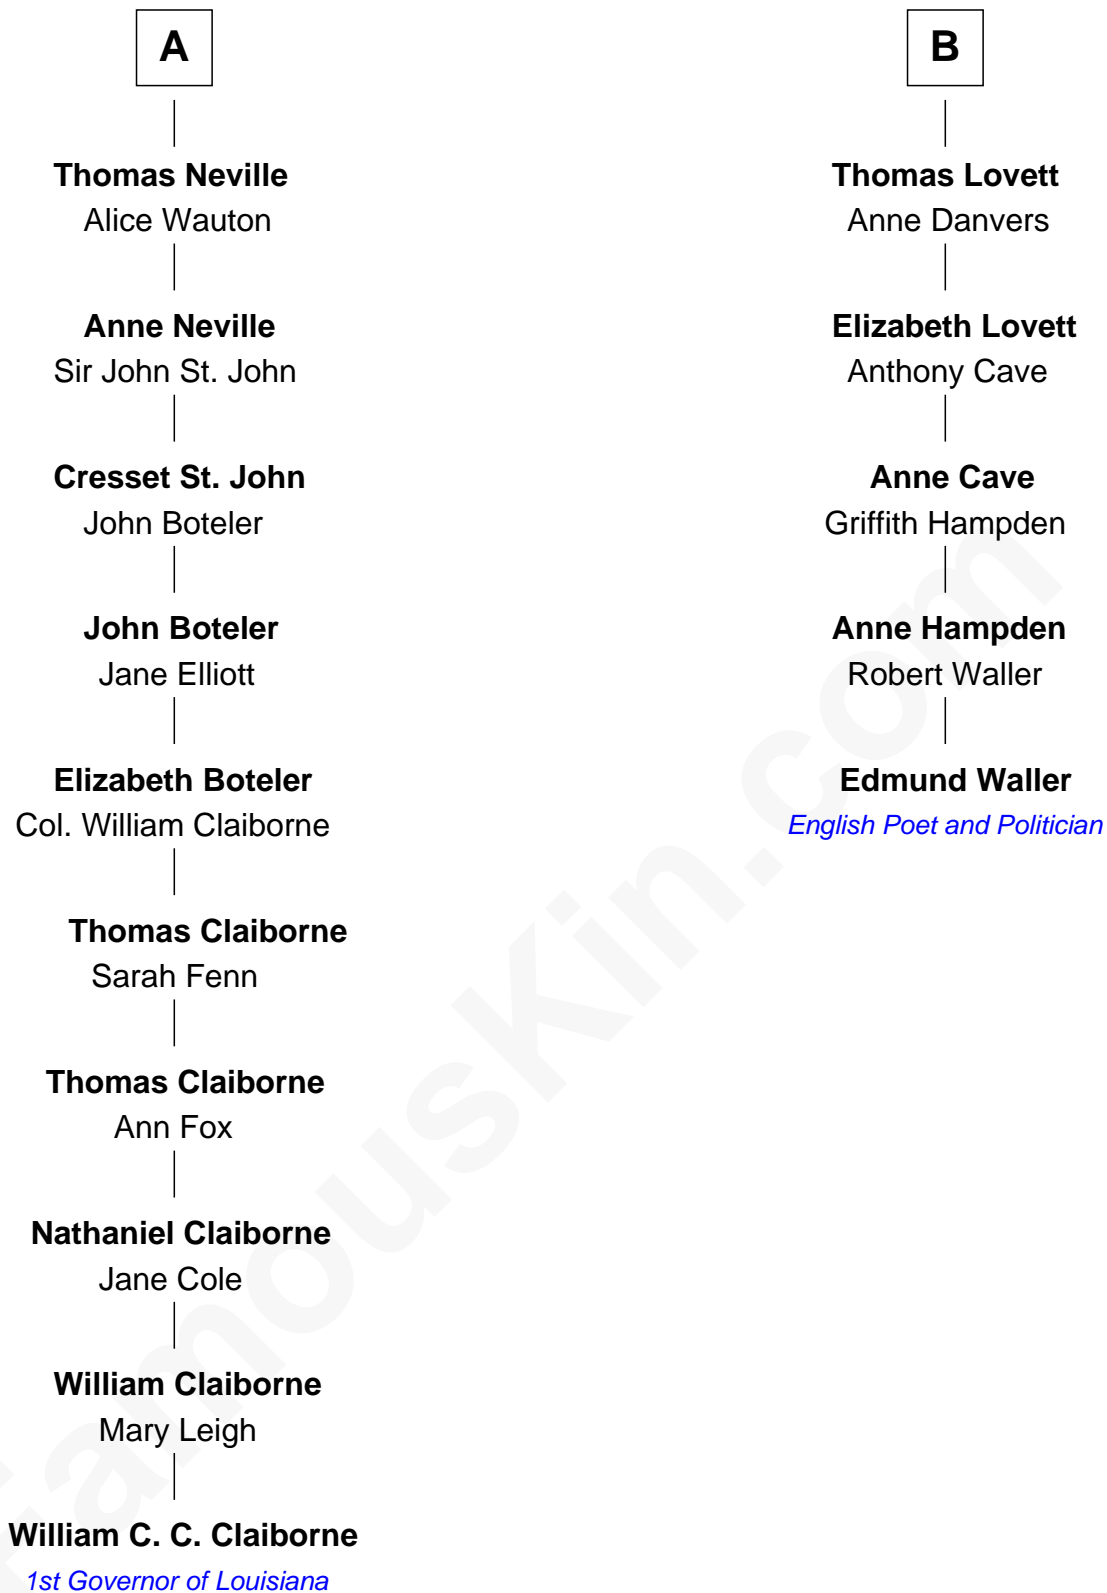 A
Thomas Neville
Alice Wauton
Anne Neville
Sir John St. John
Cresset St. John
John Boteler
John Boteler
Jane Elliott
Elizabeth Boteler
Col. William Claiborne
Thomas Claiborne
Sarah Fenn
Thomas Claiborne
Ann Fox
Nathaniel Claiborne
Jane Cole
William Claiborne
Mary Leigh
William C. C. Claiborne
1st Governor of Louisiana
B
Thomas Lovett
Anne Danvers
Elizabeth Lovett
Anthony Cave
Anne Cave
Griffith Hampden
Anne Hampden
Robert Waller
Edmund Waller
English Poet and Politician
FamousKin.com